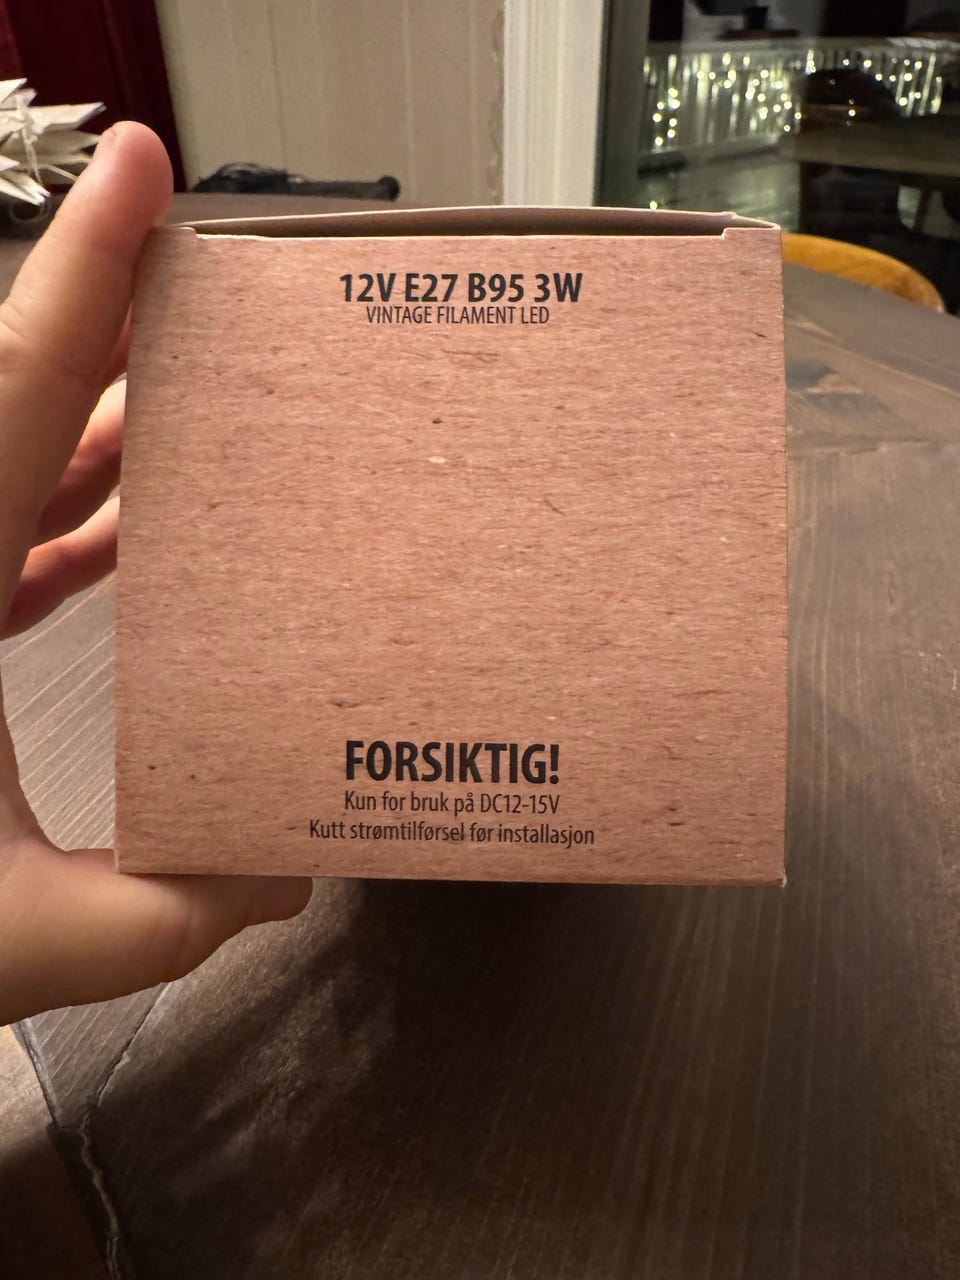 12V E27 B95 3W
VINTAGE FILAMENT LED
FORSIKTIG!
Kun for bruk på DC12-15V
Kutt strømtilførsel før installasjon